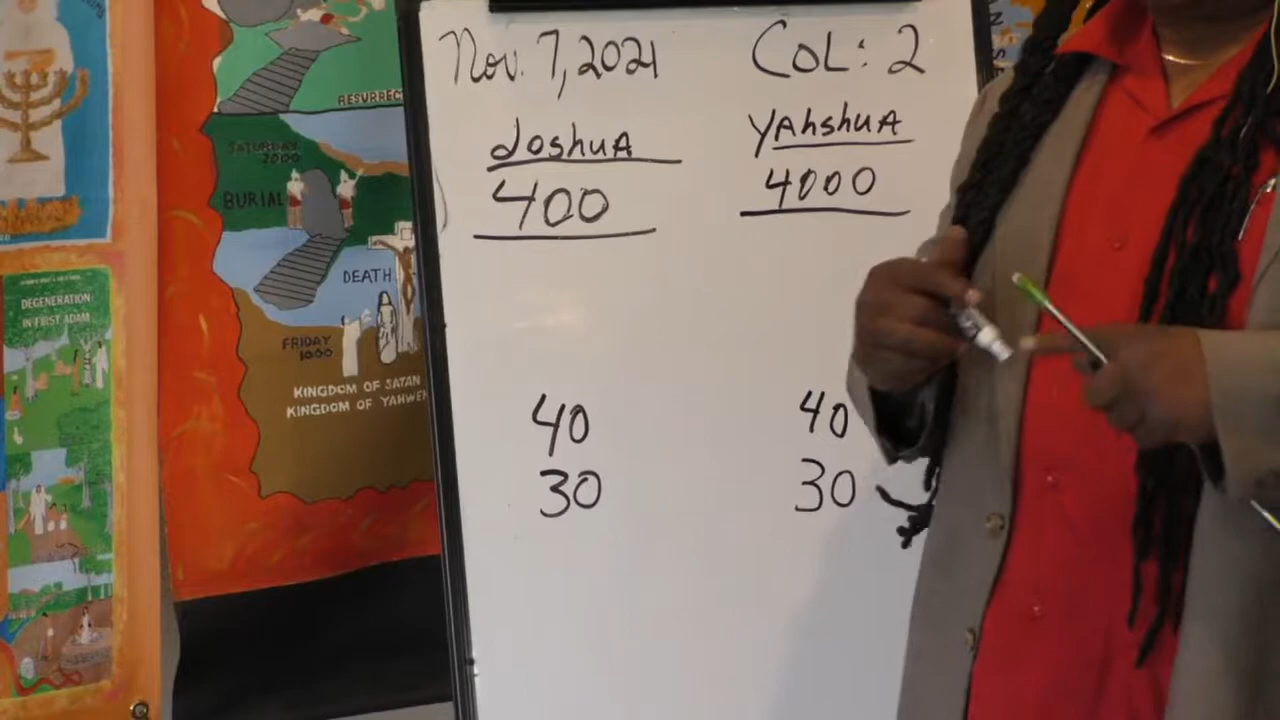 Nov. 7, 2021
COL: 2
JoshuA
YAhshuA
400
4000
40
40
30
30
RESURREC
SATURDAY
2000
BURIAL
DEATH
FRIDAY
1000
KINGDOM OF SATAN
KINGDOM OF YAHWEH
DEGENERATION
IN FIRST ADAM